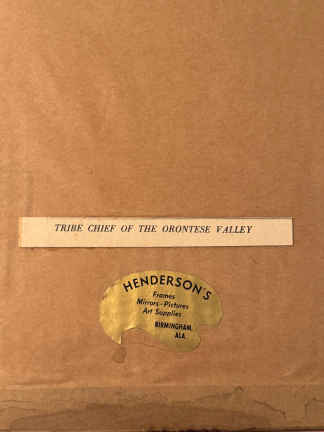 TRIBE CHIEF OF THE ORONTESE VALLEY
HENDERSON'S
Frames
Mirrors - Pictures
Art Supplies
BIRMINGHAM,
ALA